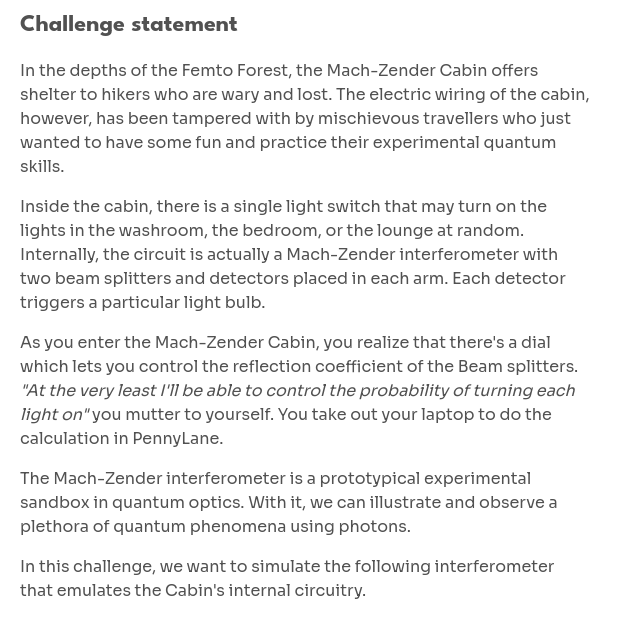 Challenge statement
In the depths of the Femto Forest, the Mach-Zender Cabin offers
shelter to hikers who are wary and lost. The electric wiring of the cabin,
however, has been tampered with by mischievous travellers who just
wanted to have some fun and practice their experimental quantum
skills.
Inside the cabin, there is a single light switch that may turn on the
lights in the washroom, the bedroom, or the lounge at random.
Internally, the circuit is actually a Mach-Zender interferometer with
two beam splitters and detectors placed in each arm. Each detector
triggers a particular light bulb.
As you enter the Mach-Zender Cabin, you realize that there's a dial
which lets you control the reflection coefficient of the Beam splitters.
"At the very least I'll be able to control the probability of turning each
light on" you mutter to yourself. You take out your laptop to do the
calculation in PennyLane.
The Mach-Zender interferometer is a prototypical experimental
sandbox in quantum optics. With it, we can illustrate and observe a
plethora of quantum phenomena using photons.
In this challenge, we want to simulate the following interferometer
that emulates the Cabin's internal circuitry.